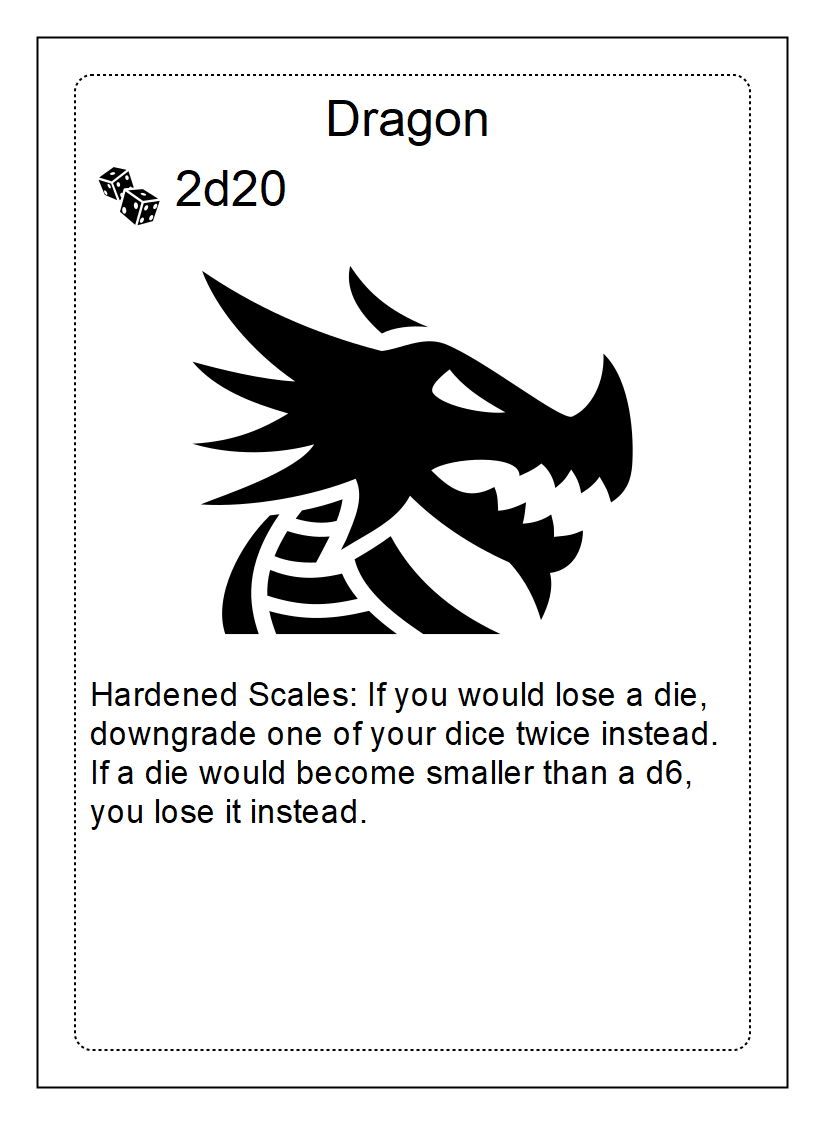 Dragon
2d20
Hardened Scales: If you would lose a die,
downgrade one of your dice twice instead.
If a die would become smaller than a d6,
you lose it instead.